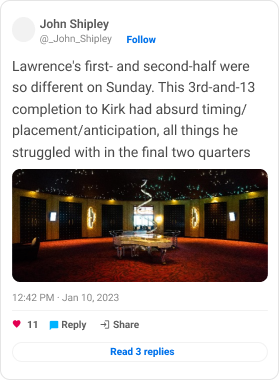 John Shipley
@_John_Shipley
Follow
Lawrence's first- and second-half were
so different on Sunday. This 3rd-and-13
completion to Kirk had absurd timing/
placement/anticipation, all things he
struggled with in the final two quarters
12:42 PM · Jan 10, 2023
11
Reply
Share
Read 3 replies